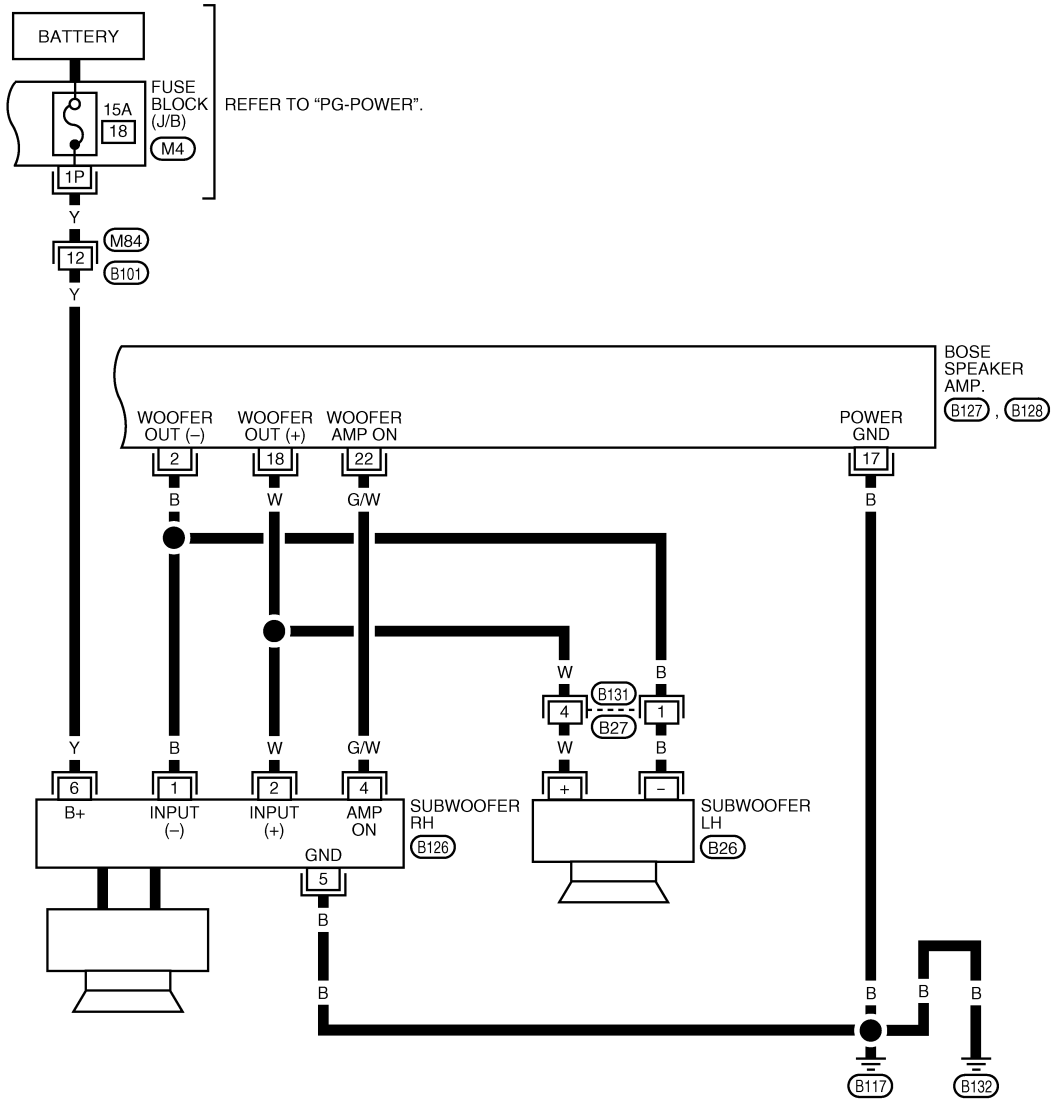 BATTERY
FUSE
BLOCK
(J/B)
REFER TO “PG-POWER”.
15A
18
M4
1P
Y
M84
12
B101
Y
BOSE
SPEAKER
AMP.
B127 , B128
WOOFER
OUT (–)
WOOFER
OUT (+)
WOOFER
AMP ON
POWER
GND
2
18
22
17
B
W
G/W
B
W
B
4
B131
B27
1
Y
B
W
G/W
W
B
6
1
2
4
+
–
B+
INPUT
(–)
INPUT
(+)
AMP
ON
SUBWOOFER
RH
B126
SUBWOOFER
LH
B26
GND
5
B
B
B
B
B
B117
B132